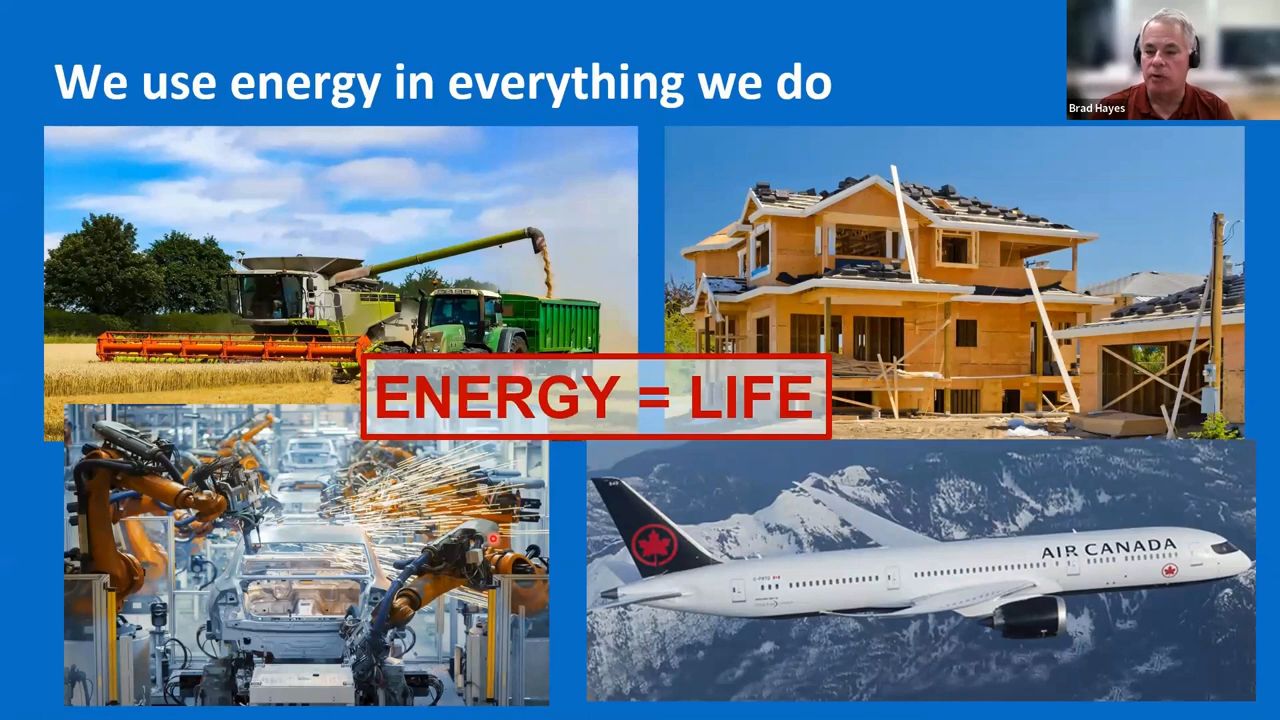 We use energy in everything we do
Brad Hayes
ENERGY = LIFE
AIR CANADA